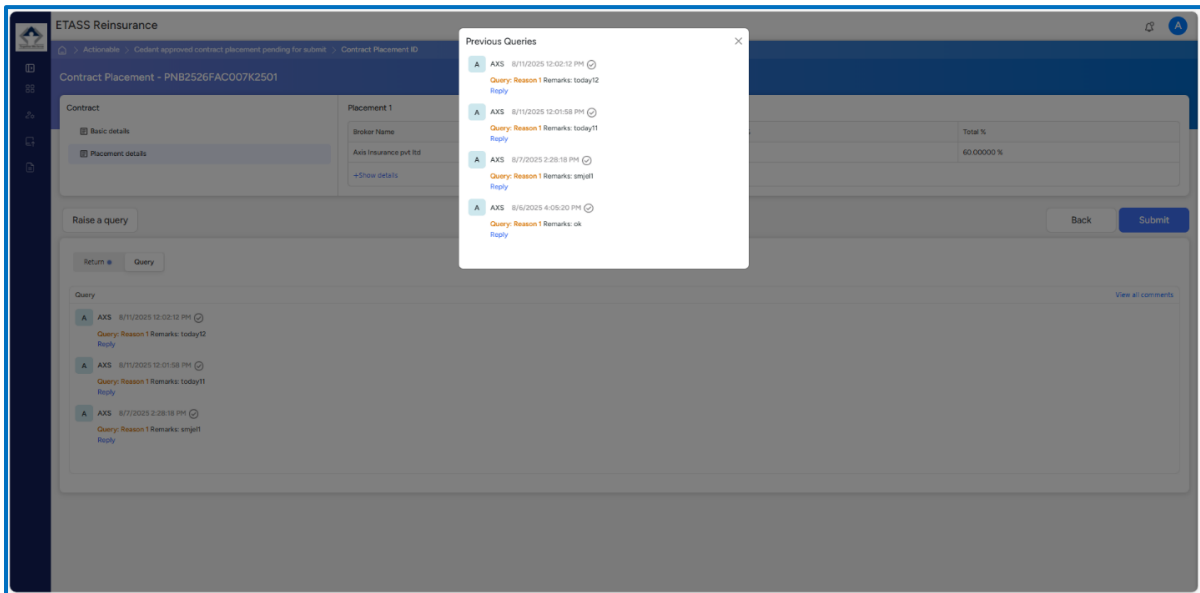 ETASS Reinsurance
A
Actionable > Cedent approved contract placement pending for submit > Contract Placement ID
Contract Placement - PNB2526FAC007K2501
Contract
Basic details
Placement details
Placement 1
Broker Name
Total %
Axis Insurance pvt ltd
60.00000 %
+Show details
Raise a query
Back
Submit
Return
Query
Query
View all comments
A AXS 8/11/2025 12:02:12 PM
Query: Reason 1 Remarks: today12
Reply
A AXS 8/11/2025 12:01:58 PM
Query: Reason 1 Remarks: today11
Reply
A AXS 8/7/2025 2:28:18 PM
Query: Reason 1 Remarks: smjell
Reply
Previous Queries
A AXS 8/11/2025 12:02:12 PM
Query: Reason 1 Remarks: today12
Reply
A AXS 8/11/2025 12:01:58 PM
Query: Reason 1 Remarks: today11
Reply
A AXS 8/7/2025 2:28:18 PM
Query: Reason 1 Remarks: smjell
Reply
A AXS 8/6/2025 4:05:20 PM
Query: Reason 1 Remarks: ok
Reply